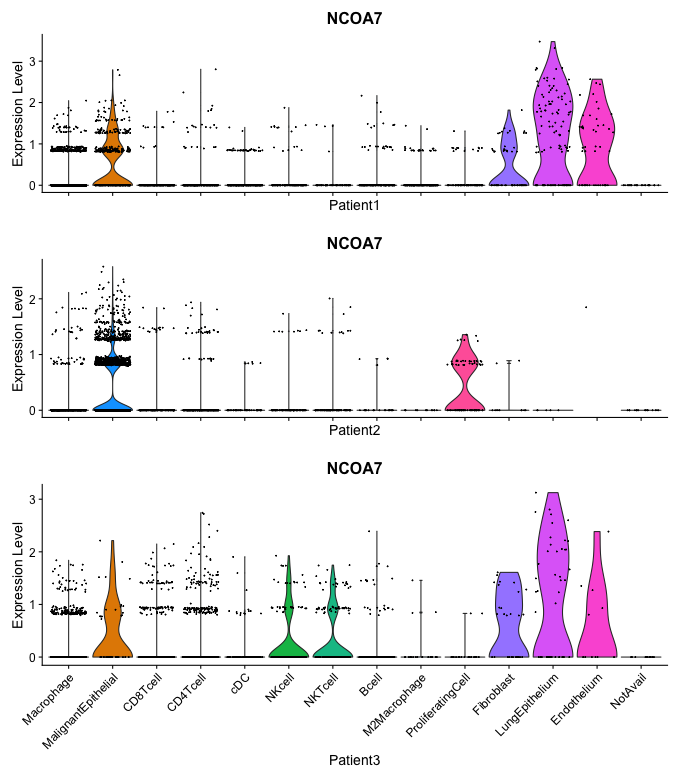 NCOA7
Expression Level
3
2
1
0
Patient1
NCOA7
Expression Level
2
1
0
Patient2
NCOA7
Expression Level
3
2
1
0
Macrophage
MalignantEpithelial
CD8Tcell
CD4Tcell
cDC
NKcell
NKTcell
Bcell
M2Macrophage
ProliferatingCell
Fibroblast
LungEpithelium
Endothelium
NotAvail
Patient3